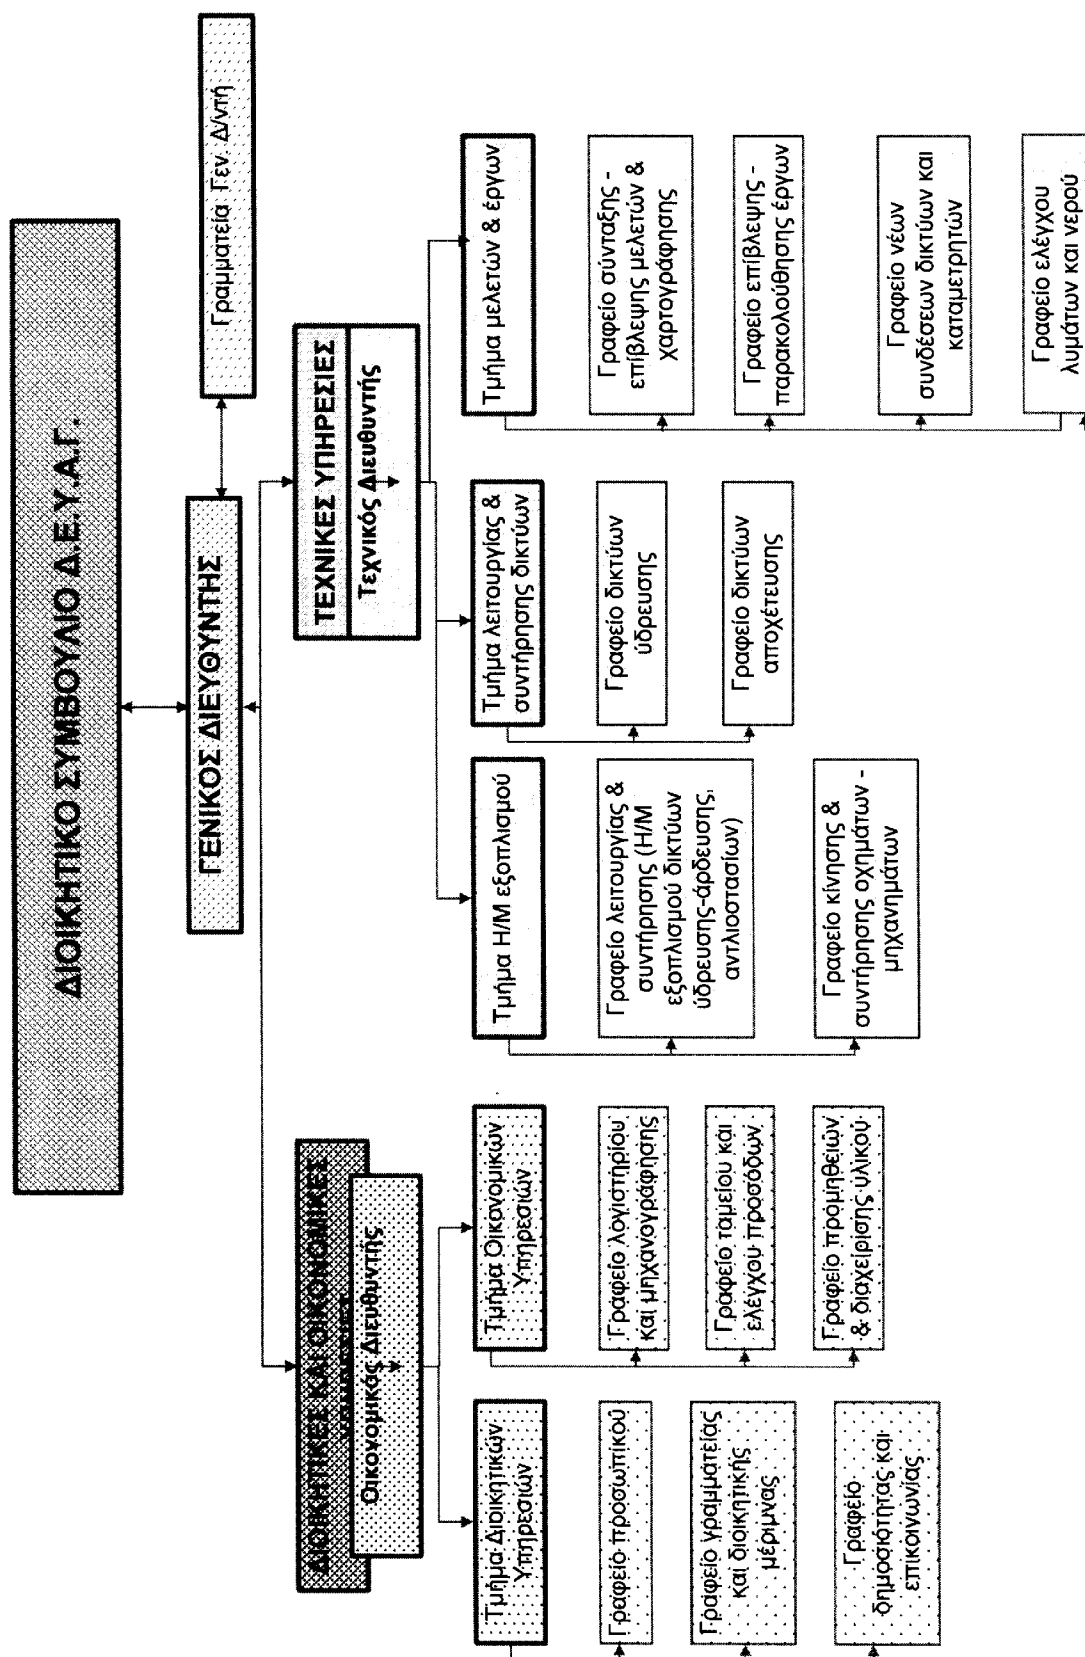 ΔΙΟΙΚΗΤΙΚΟ ΣΥΜΒΟΥΛΙΟ Δ.Ε.Υ.Α.Γ.
ΓΕΝΙΚΟΣ ΔΙΕΥΘΥΝΤΗΣ
Γραμματεία Γεν. Δ/ντή
ΔΙΟΙΚΗΤΙΚΕΣ ΚΑΙ ΟΙΚΟΝΟΜΙΚΕΣ
Οικονομικός Διευθυντής
ΤΕΧΝΙΚΕΣ ΥΠΗΡΕΣΙΕΣ
Τεχνικός Διευθυντής
Τμήμα Διοικητικών
Υπηρεσιών
Γραφείο προσωπικού
Γραφείο γραμματείας
και διοικητικής
μέριμνας
Γραφείο
δημοσιότητας και
επικοινωνίας
Τμήμα Οικονομικών
Υπηρεσιών
Γραφείο λογιστηρίου
και μηχανογράφησης
Γραφείο ταμείου και
ελέγχου προσόδων
Γραφείο προμηθειών
& διαχείρισης υλικού
Τμήμα Η/Μ εξοπλισμού
Γραφείο λειτουργίας &
συντήρησης (Η/Μ
εξοπλισμού δικτύων
ύδρευσης-άρδευσης,
αντλιοστασίων)
Γραφείο κίνησης &
συντήρησης οχημάτων -
μηχανημάτων
Τμήμα λειτουργίας &
συντήρησης δικτύων
Γραφείο δικτύων
ύδρευσης
Γραφείο δικτύων
αποχέτευσης
Τμήμα μελετών & έργων
Γραφείο σύνταξης -
επίβλεψης μελετών &
χαρτογράφησης
Γραφείο επίβλεψης -
παρακολούθησης έργων
Γραφείο νέων
συνδέσεων δικτύων και
καταμετρητών
Γραφείο ελέγχου
λυμάτων και νερού